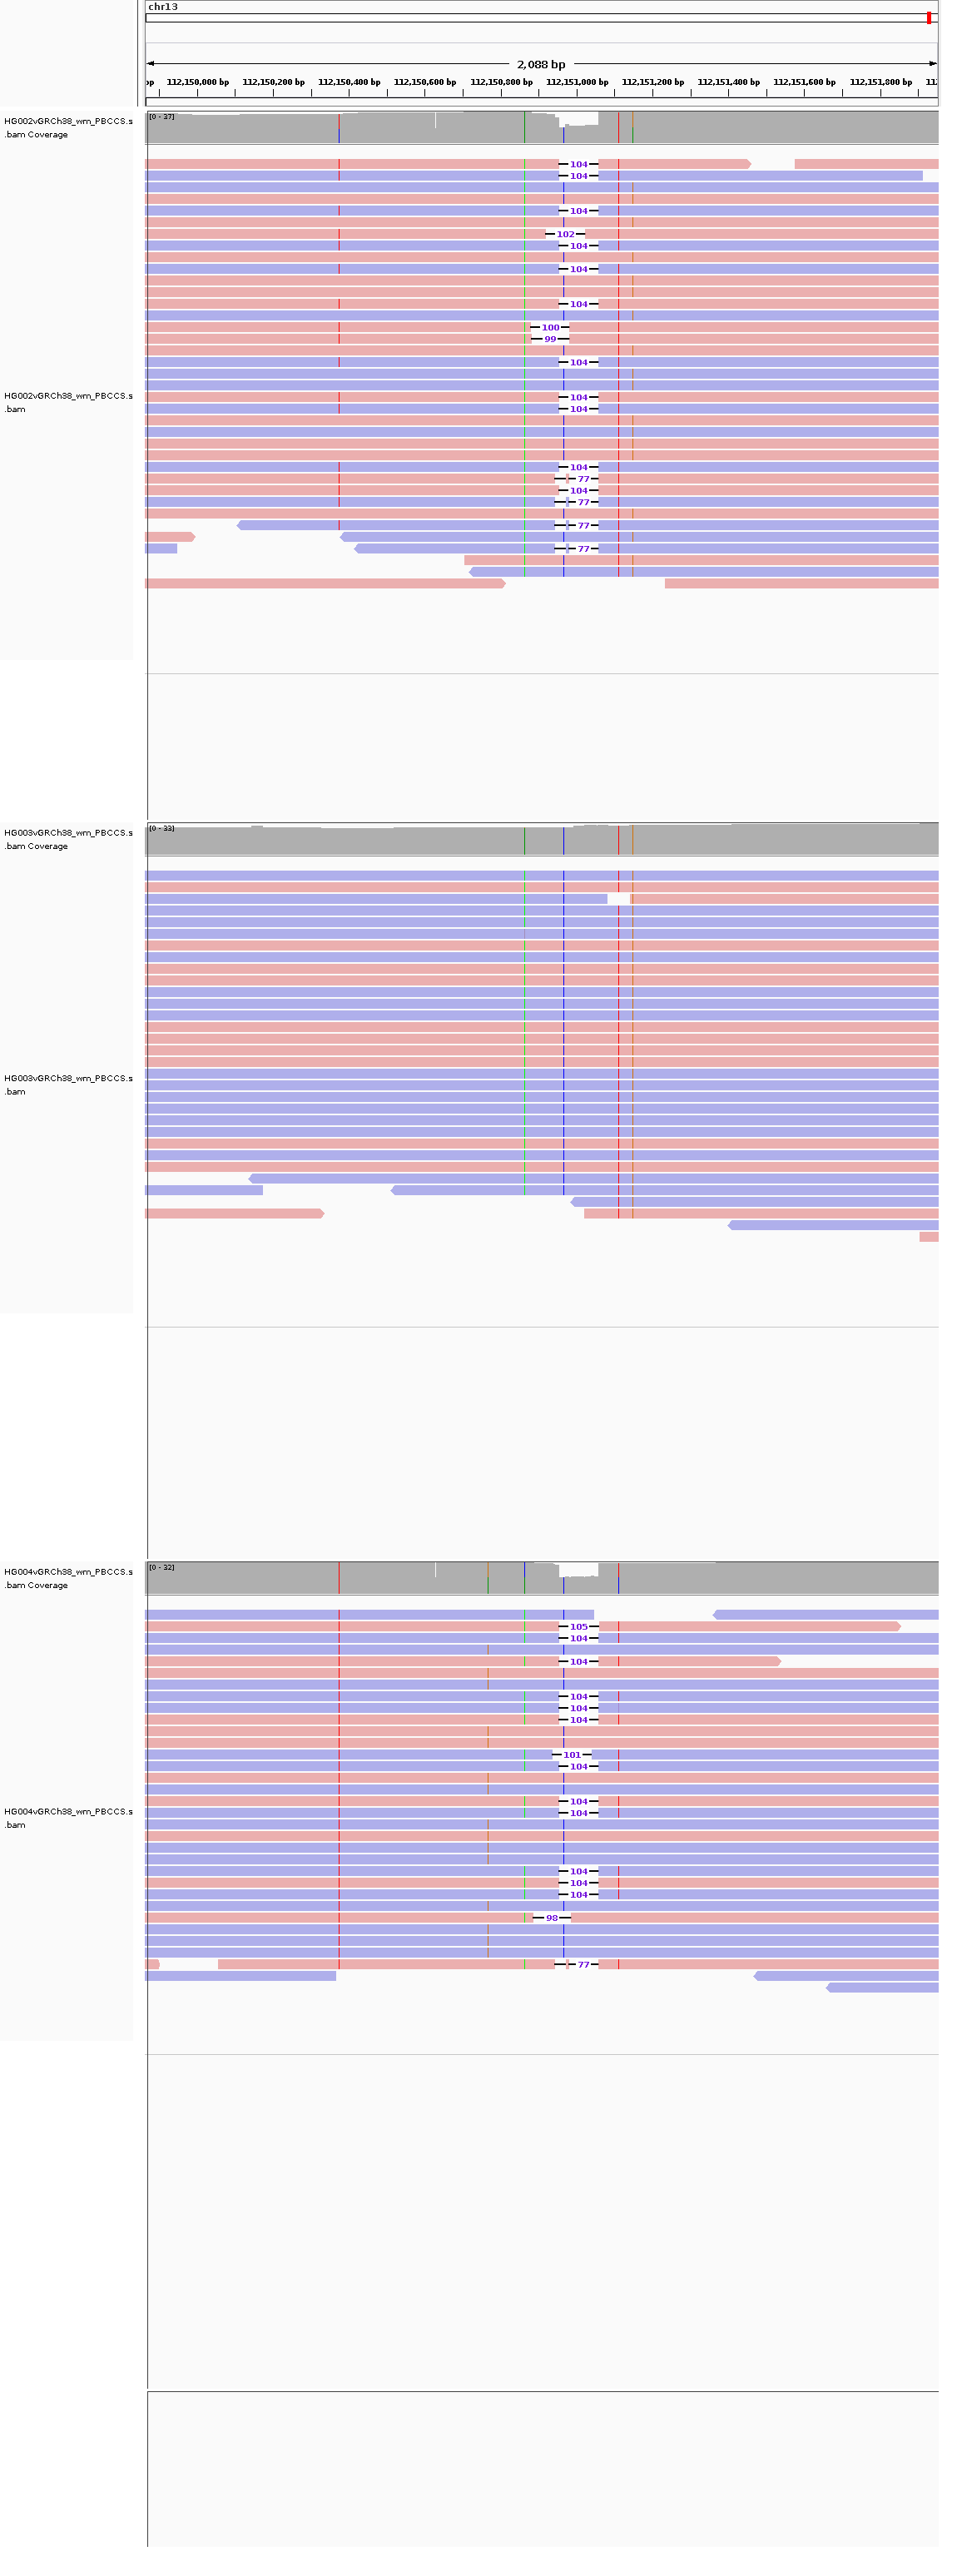 chr13
2,088 bp
bp 112,150,000 bp 112,150,200 bp 112,150,400 bp 112,150,600 bp 112,150,800 bp 112,151,000 bp 112,151,200 bp 112,151,400 bp 112,151,600 bp 112,151,800 bp 112
[0 - 37]
HG002vGRCh38_wm_PBCCS.s
.bam Coverage
104
104
104
102
104
104
104
100
99
104
HG002vGRCh38_wm_PBCCS.s
.bam
104
104
104
77
104
77
77
77
[0 - 33]
HG003vGRCh38_wm_PBCCS.s
.bam Coverage
HG003vGRCh38_wm_PBCCS.s
.bam
[0 - 32]
HG004vGRCh38_wm_PBCCS.s
.bam Coverage
105
104
104
104
104
104
101
104
104
HG004vGRCh38_wm_PBCCS.s
.bam
104
104
104
104
98
77